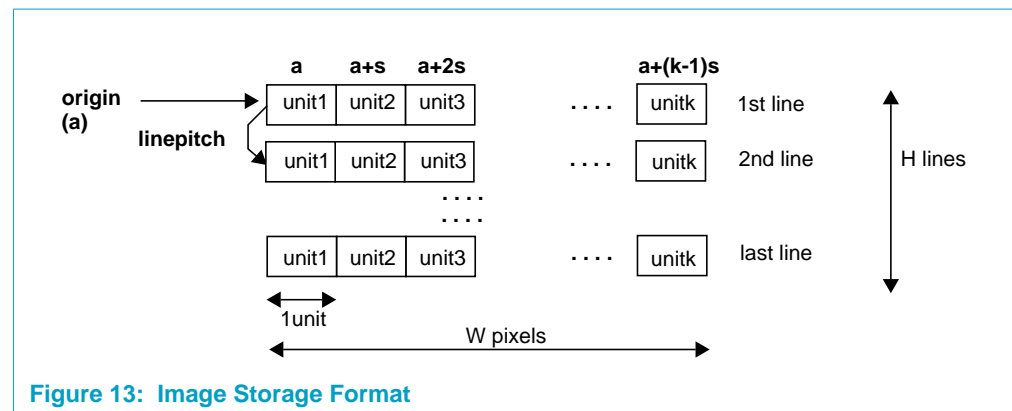 a a+s a+2s a+(k-1)s
origin
(a)
unit1 unit2 unit3 .... unitk 1st line
linepitch
unit1 unit2 unit3 .... unitk 2nd line
H lines
....
....
unit1 unit2 unit3 .... unitk last line
1unit
W pixels
Figure 13: Image Storage Format